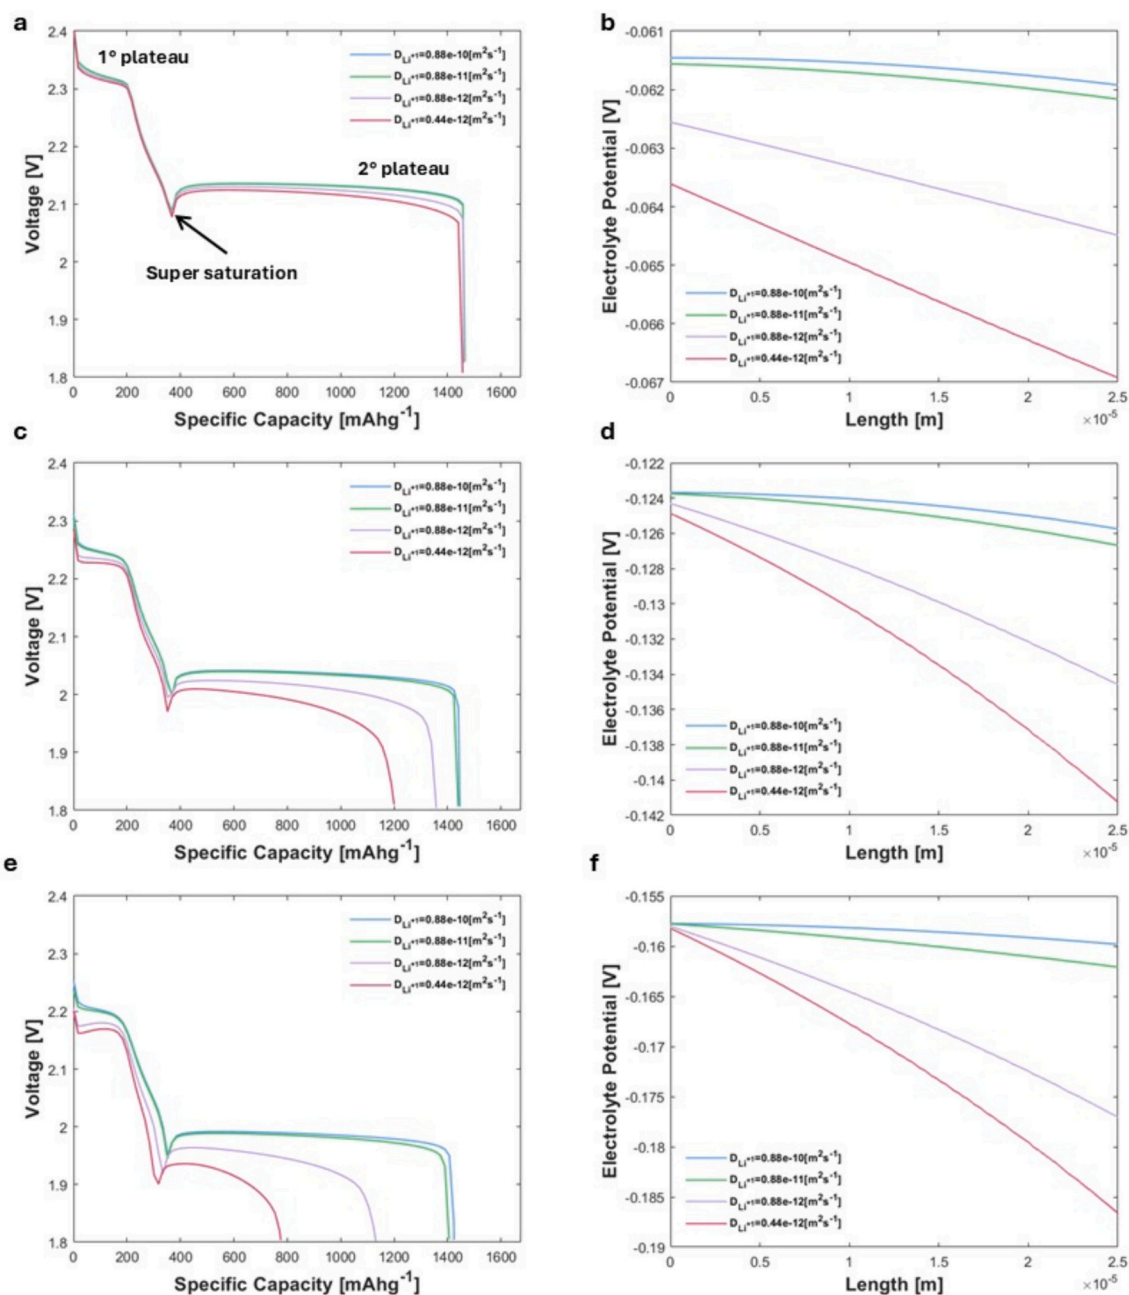 a
2.4
2.3
2.2
2.1
2
1.9
1.8
0 200 400 600 800 1000 1200 1400 1600
Voltage [V]
Specific Capacity [mAhg⁻¹]
1° plateau
2° plateau
Super saturation
D_Li⁺¹=0.88e-10[m²s⁻¹]
D_Li⁺¹=0.88e-11[m²s⁻¹]
D_Li⁺¹=0.88e-12[m²s⁻¹]
D_Li⁺¹=0.44e-12[m²s⁻¹]
b
-0.061
-0.062
-0.063
-0.064
-0.065
-0.066
-0.067
0 0.5 1 1.5 2 2.5
×10⁻⁵
Electrolyte Potential [V]
Length [m]
D_Li⁺¹=0.88e-10[m²s⁻¹]
D_Li⁺¹=0.88e-11[m²s⁻¹]
D_Li⁺¹=0.88e-12[m²s⁻¹]
D_Li⁺¹=0.44e-12[m²s⁻¹]
c
2.4
2.3
2.2
2.1
2
1.9
1.8
0 200 400 600 800 1000 1200 1400 1600
Voltage [V]
Specific Capacity [mAhg⁻¹]
D_Li⁺¹=0.88e-10[m²s⁻¹]
D_Li⁺¹=0.88e-11[m²s⁻¹]
D_Li⁺¹=0.88e-12[m²s⁻¹]
D_Li⁺¹=0.44e-12[m²s⁻¹]
d
-0.122
-0.124
-0.126
-0.128
-0.13
-0.132
-0.134
-0.136
-0.138
-0.14
-0.142
0 0.5 1 1.5 2 2.5
×10⁻⁵
Electrolyte Potential [V]
Length [m]
D_Li⁺¹=0.88e-10[m²s⁻¹]
D_Li⁺¹=0.88e-11[m²s⁻¹]
D_Li⁺¹=0.88e-12[m²s⁻¹]
D_Li⁺¹=0.44e-12[m²s⁻¹]
e
2.4
2.3
2.2
2.1
2
1.9
1.8
0 200 400 600 800 1000 1200 1400 1600
Voltage [V]
Specific Capacity [mAhg⁻¹]
D_Li⁺¹=0.88e-10[m²s⁻¹]
D_Li⁺¹=0.88e-11[m²s⁻¹]
D_Li⁺¹=0.88e-12[m²s⁻¹]
D_Li⁺¹=0.44e-12[m²s⁻¹]
f
-0.155
-0.16
-0.165
-0.17
-0.175
-0.18
-0.185
-0.19
0 0.5 1 1.5 2 2.5
×10⁻⁵
Electrolyte Potential [V]
Length [m]
D_Li⁺¹=0.88e-10[m²s⁻¹]
D_Li⁺¹=0.88e-11[m²s⁻¹]
D_Li⁺¹=0.88e-12[m²s⁻¹]
D_Li⁺¹=0.44e-12[m²s⁻¹]